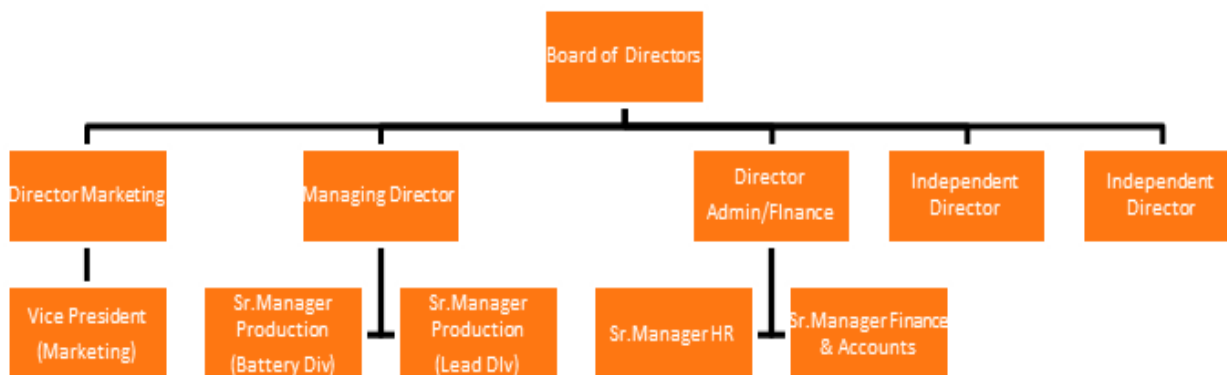 Board of Directors
Director Marketing
Managing Director
Director
Admin/FInance
Independent
Director
Independent
Director
Vice President
(Marketing)
Sr.Manager
Production
(Battery Div)
Sr.Manager
Production
(Lead DIv)
Sr.Manager HR
Sr.Manager Finance
& Accounts